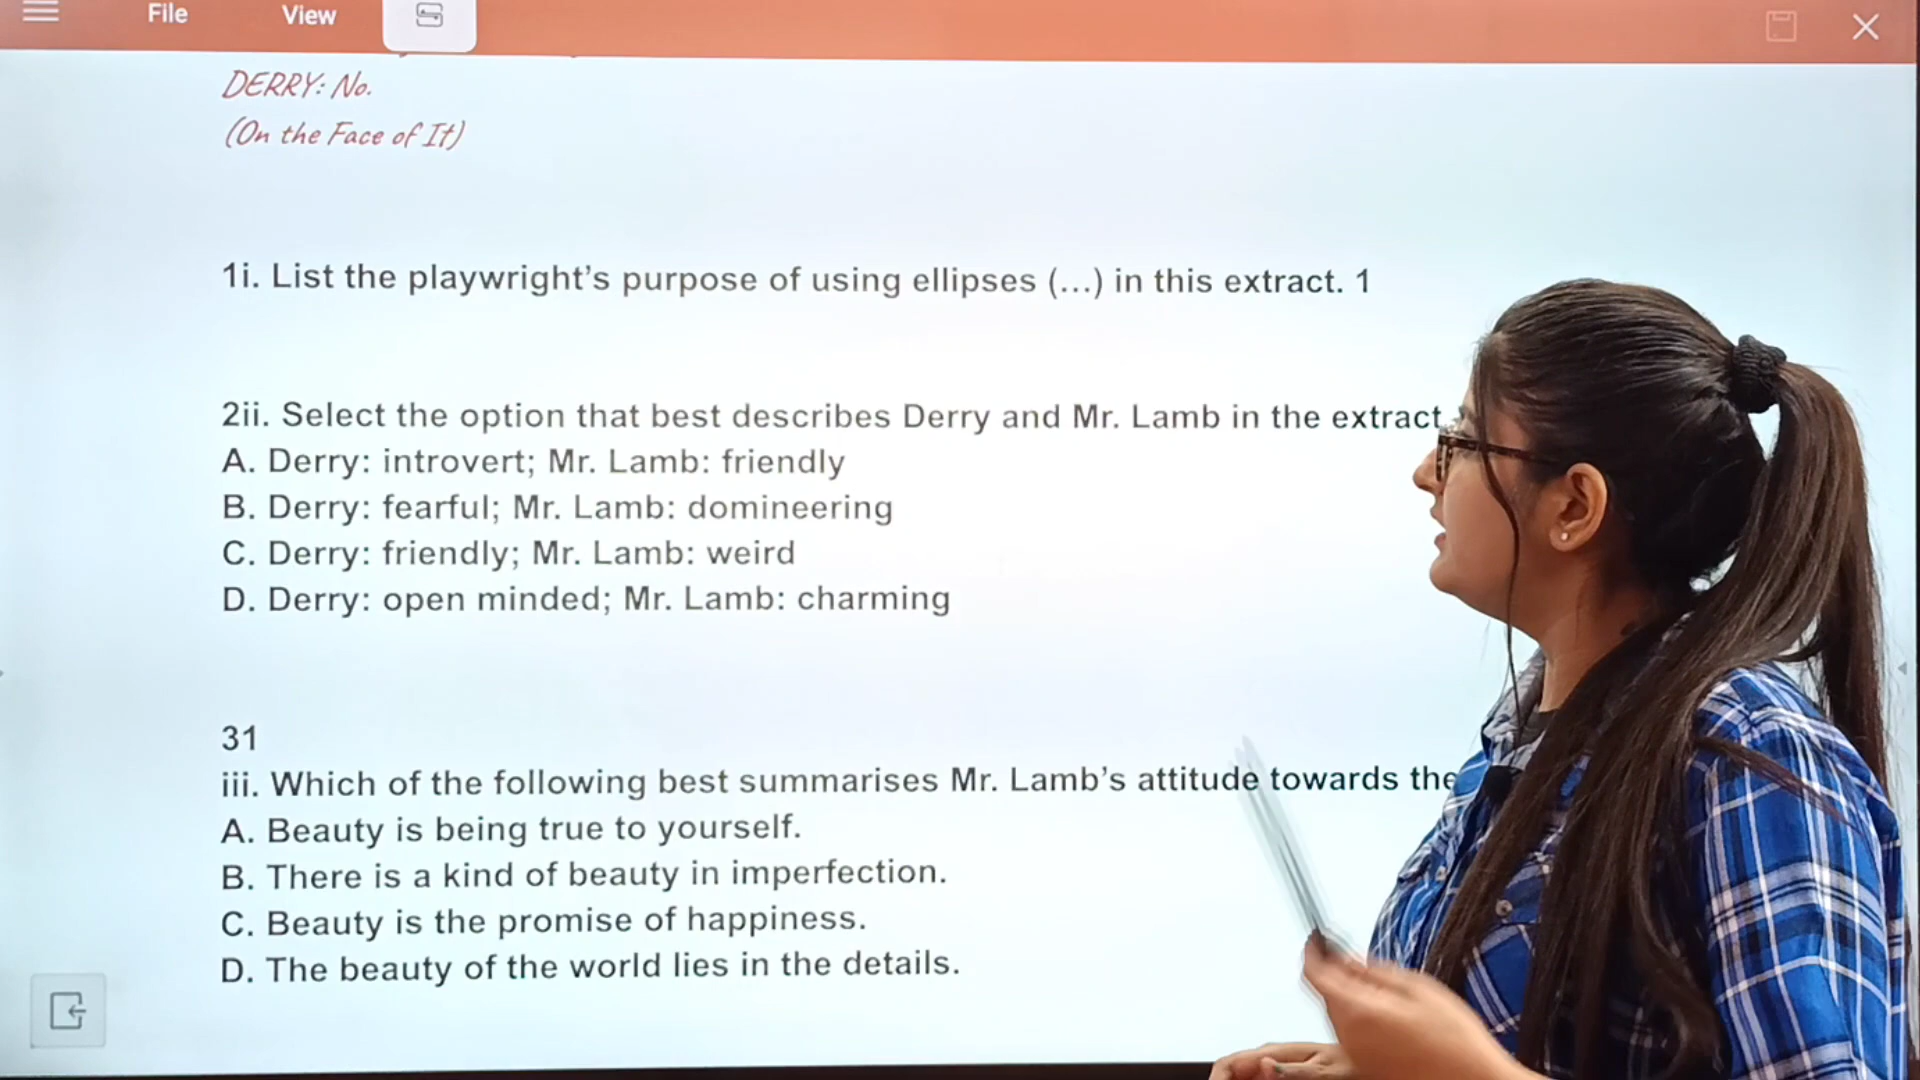 File View
DERRY: No.
(On the Face of It)
1i. List the playwright's purpose of using ellipses (...) in this extract. 1
2ii. Select the option that best describes Derry and Mr. Lamb in the extract
A. Derry: introvert; Mr. Lamb: friendly
B. Derry: fearful; Mr. Lamb: domineering
C. Derry: friendly; Mr. Lamb: weird
D. Derry: open minded; Mr. Lamb: charming
31
iii. Which of the following best summarises Mr. Lamb's attitude towards the
A. Beauty is being true to yourself.
B. There is a kind of beauty in imperfection.
C. Beauty is the promise of happiness.
D. The beauty of the world lies in the details.